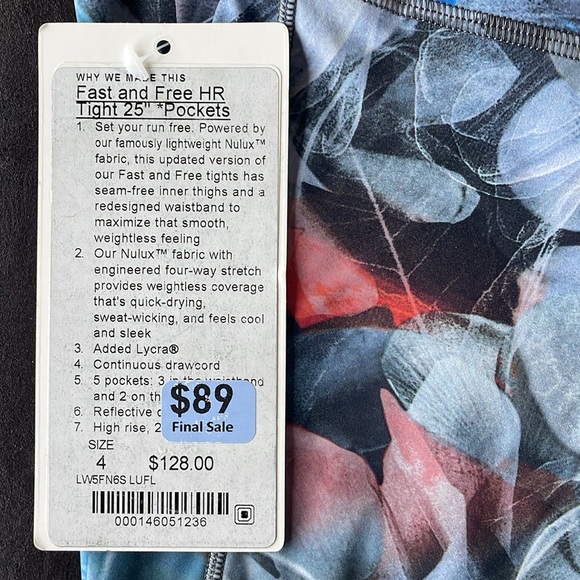 WHY WE MADE THIS
Fast and Free HR
Tight 25" *Pockets
1. Set your run free. Powered by
our famously lightweight Nulux™
fabric, this updated version of
our Fast and Free tights has
seam-free inner thighs and a
redesigned waistband to
maximize that smooth,
weightless feeling
2. Our Nulux™ fabric with
engineered four-way stretch
provides weightless coverage
that's quick-drying,
sweat-wicking, and feels cool
and sleek
3. Added Lycra®
4. Continuous drawcord
5. 5 pockets: 3 in the waistband
and 2 on
6. Reflective
7. High rise,
$89
Final Sale
SIZE
4 $128.00
LW5FN6S LUFL
000146051236